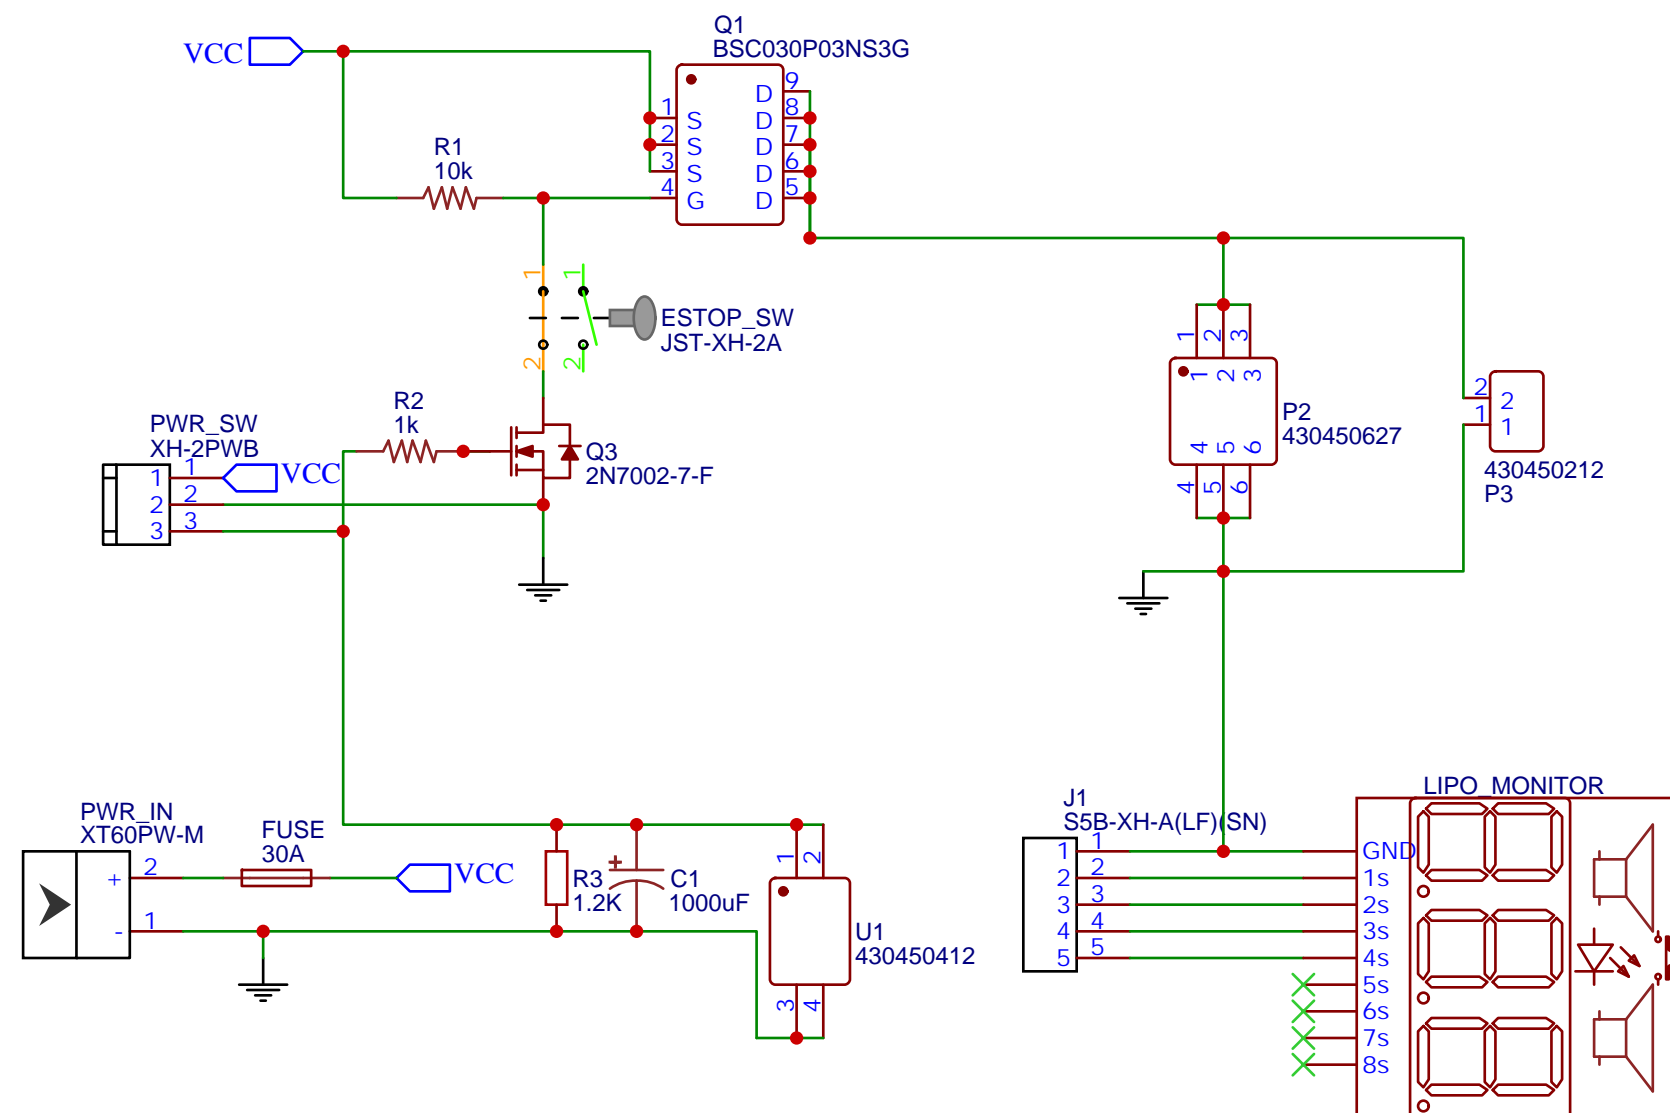 Q1
BSC030P03NS3G
VCC
9
D
1
8
S
D
2
7
S
D
3
6
S
D
4
5
G
D
R1
10k
1
1
ESTOP_SW
JST-XH-2A
2
2
1
2
3
1
2
3
P2
430450627
4
5
6
4
5
6
2
2
1
1
430450212
P3
R2
1k
Q3
2N7002-7-F
PWR_SW
XH-2PWB
1
1
VCC
2
2
3
3
PWR_IN
XT60PW-M
FUSE
30A
+
2
VCC
-
1
R3
1.2K
+
C1
1000uF
1
2
U1
430450412
3
4
J1
S5B-XH-A(LF)(SN)
1
1
2
2
3
3
4
4
5
5
LIPO_MONITOR
GND
1s
2s
3s
4s
5s
6s
7s
8s